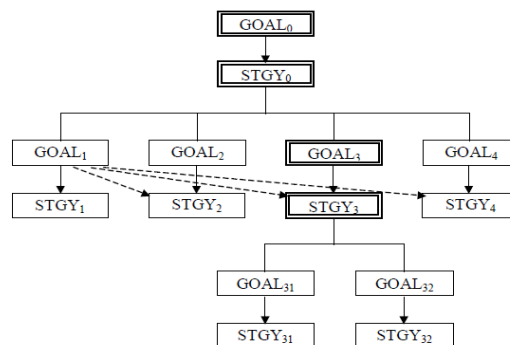 GOAL₀
STGY₀
GOAL₁ GOAL₂ GOAL₃ GOAL₄
STGY₁ STGY₂ STGY₃ STGY₄
GOAL₃₁ GOAL₃₂
STGY₃₁ STGY₃₂